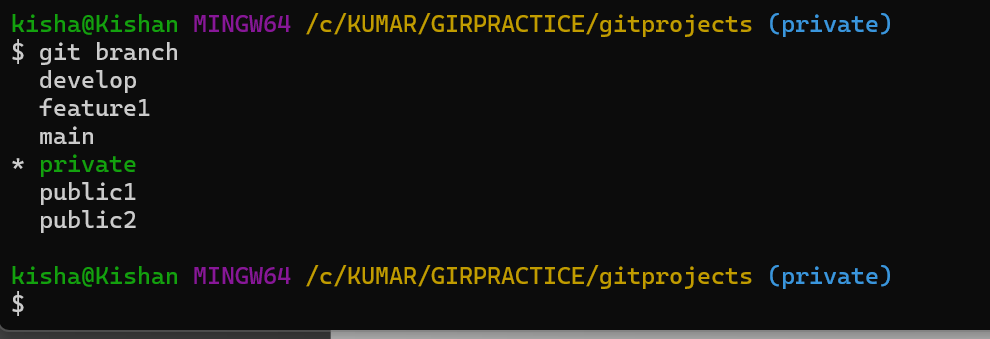 kisha@Kishan MINGW64 /c/KUMAR/GIRPRACTICE/gitprojects (private)
$ git branch
  develop
  feature1
  main
* private
  public1
  public2

kisha@Kishan MINGW64 /c/KUMAR/GIRPRACTICE/gitprojects (private)
$